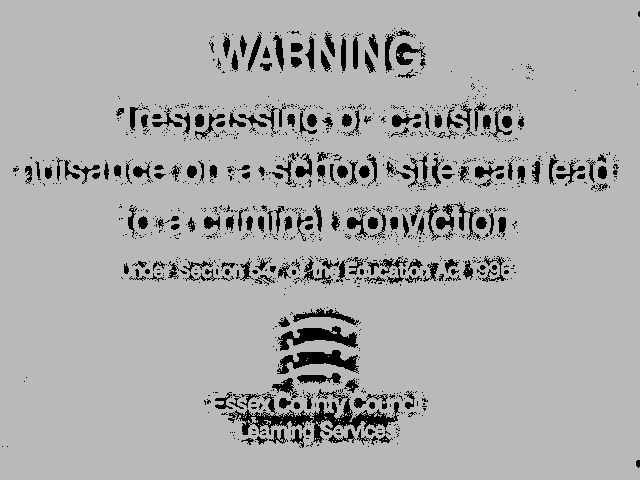 WARNING
Trespassing or causing
nuisance on a school site can lead
to a criminal conviction
Under Section 547 of the Education Act 1996
Essex County Council
Learning Services